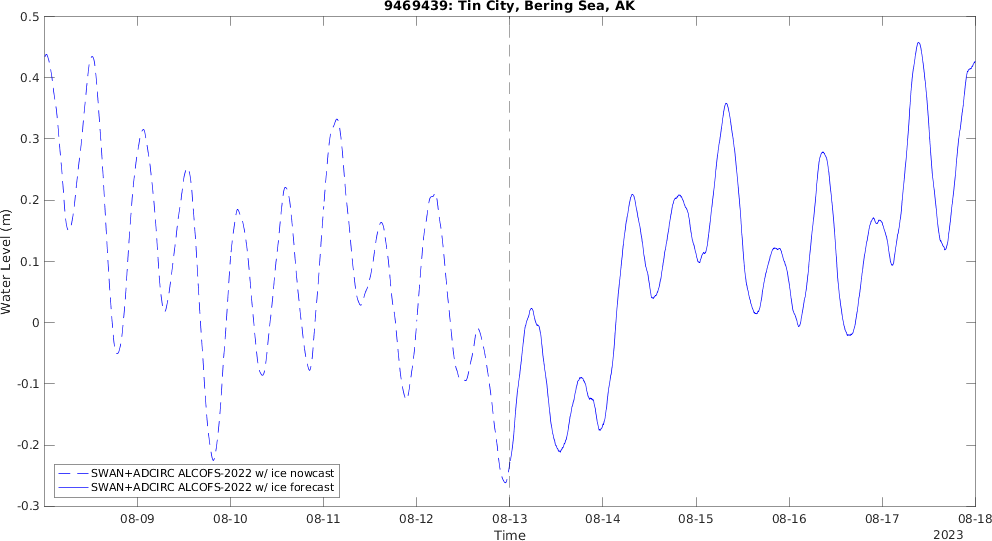 9469439: Tin City, Bering Sea, AK
Water Level (m)
0.5
0.4
0.3
0.2
0.1
0
-0.1
-0.2
-0.3
SWAN+ADCIRC ALCOFS-2022 w/ ice nowcast
SWAN+ADCIRC ALCOFS-2022 w/ ice forecast
08-09 08-10 08-11 08-12 08-13 08-14 08-15 08-16 08-17 08-18
Time
2023